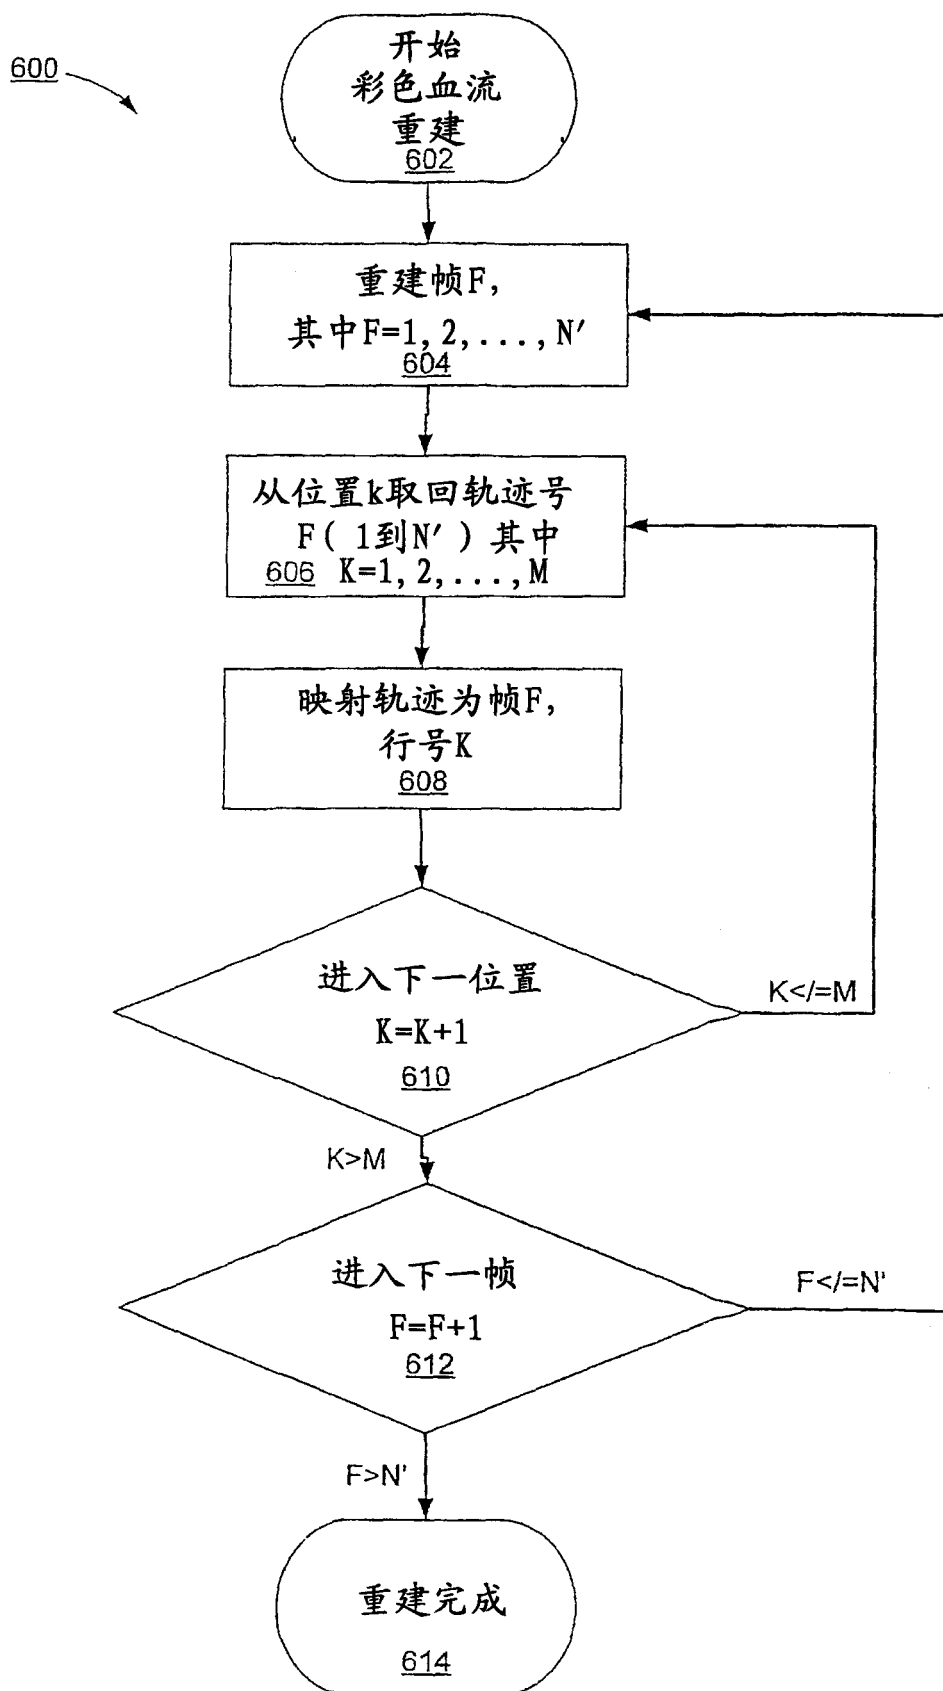 600
开始
彩色血流
重建
602
重建帧F,
其中F=1, 2, ..., N′
604
从位置k取回轨迹号
F( 1到N′) 其中
606 K=1, 2, ..., M
映射轨迹为帧F,
行号K
608
进入下一位置
K=K+1
610
K</=M
K>M
进入下一帧
F=F+1
612
F</=N'
F>N'
重建完成
614